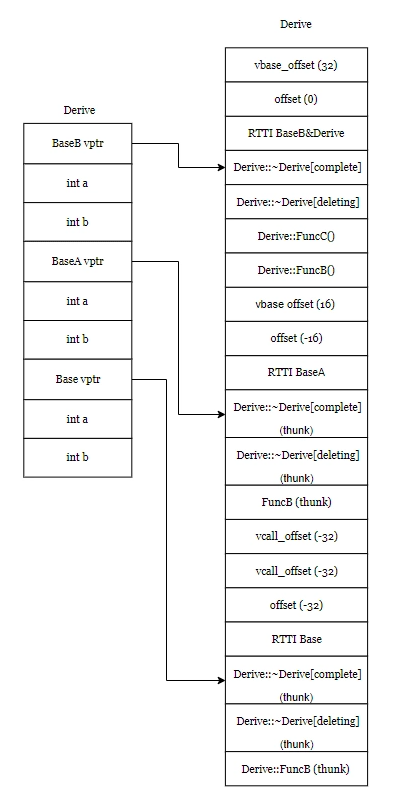 Derive
BaseB vptr
int a
int b
BaseA vptr
int a
int b
Base vptr
int a
int b
Derive
vbase_offset (32)
offset (0)
RTTI BaseB&Derive
Derive::~Derive[complete]
Derive::~Derive[deleting]
Derive::FuncC()
Derive::FuncB()
vbase offset (16)
offset (-16)
RTTI BaseA
Derive::~Derive[complete]
(thunk)
Derive::~Derive[deleting]
(thunk)
FuncB (thunk)
vcall_offset (-32)
vcall_offset (-32)
offset (-32)
RTTI Base
Derive::~Derive[complete]
(thunk)
Derive::~Derive[deleting]
(thunk)
Derive::FuncB (thunk)